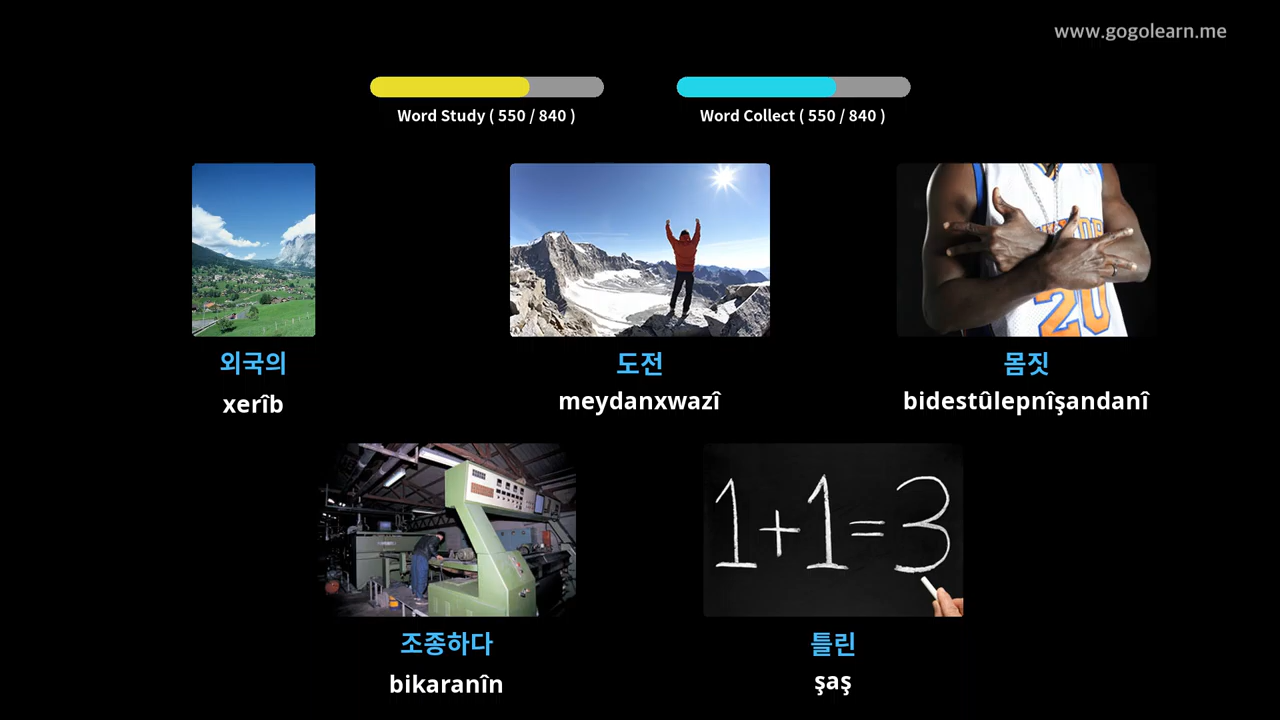 www.gogolearn.me
Word Study ( 550 / 840 )
Word Collect ( 550 / 840 )
외국의
xerîb
도전
meydanxwazî
20
몸짓
bidestûlepnîşandanî
1+1=3
조종하다
bikaranîn
틀린
şaş